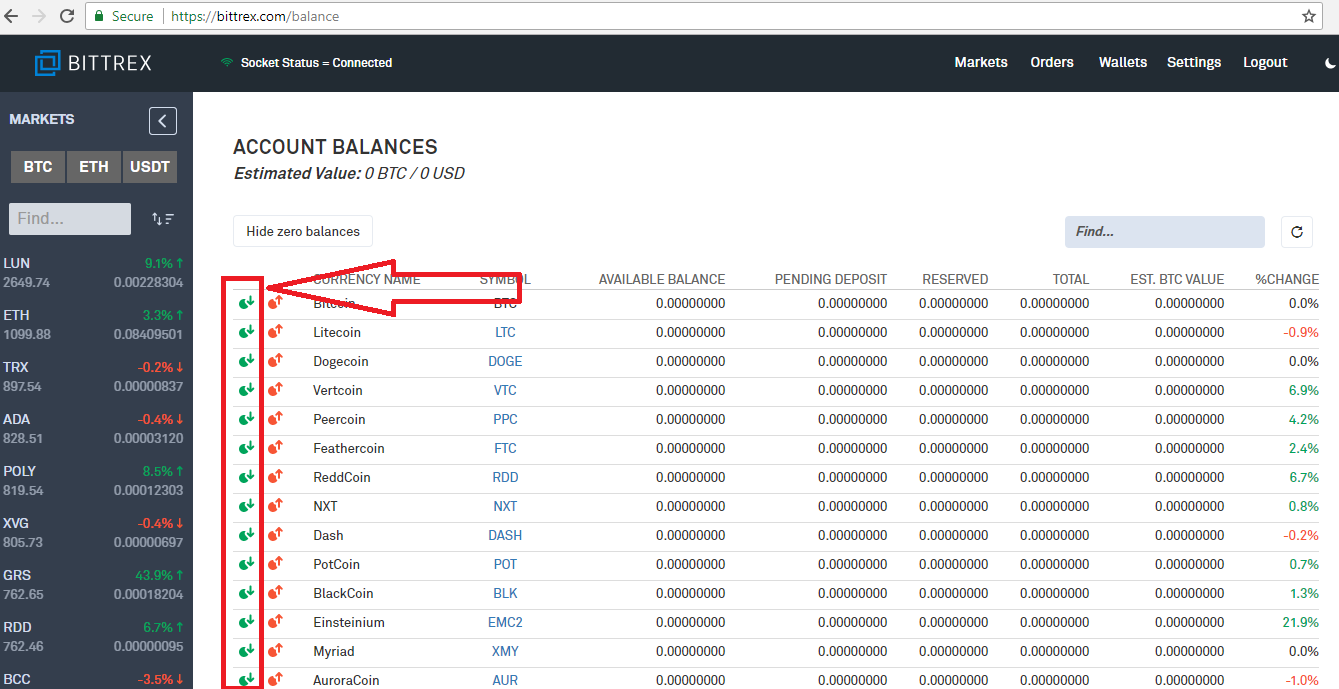 Secure https://bittrex.com/balance
BITTREX Socket Status = Connected Markets Orders Wallets Settings Logout
MARKETS
BTC ETH USDT
Find...
LUN 9.1% ↑
2649.74 0.00228304
ETH 3.3% ↑
1099.88 0.08409501
TRX -0.2% ↓
897.54 0.00000837
ADA -0.4% ↓
828.51 0.00003120
POLY 8.5% ↑
819.54 0.00012303
XVG -0.4% ↓
805.73 0.00000697
GRS 43.9% ↑
762.65 0.00018204
RDD 6.7% ↑
762.46 0.00000095
BCC -3.5% ↓
ACCOUNT BALANCES
Estimated Value: 0 BTC / 0 USD
Hide zero balances Find...
CURRENCY NAME SYMBOL AVAILABLE BALANCE PENDING DEPOSIT RESERVED TOTAL EST. BTC VALUE %CHANGE
Bitcoin BTC 0.00000000 0.00000000 0.00000000 0.00000000 0.00000000 0.0%
Litecoin LTC 0.00000000 0.00000000 0.00000000 0.00000000 0.00000000 -0.9%
Dogecoin DOGE 0.00000000 0.00000000 0.00000000 0.00000000 0.00000000 0.0%
Vertcoin VTC 0.00000000 0.00000000 0.00000000 0.00000000 0.00000000 6.9%
Peercoin PPC 0.00000000 0.00000000 0.00000000 0.00000000 0.00000000 4.2%
Feathercoin FTC 0.00000000 0.00000000 0.00000000 0.00000000 0.00000000 2.4%
ReddCoin RDD 0.00000000 0.00000000 0.00000000 0.00000000 0.00000000 6.7%
NXT NXT 0.00000000 0.00000000 0.00000000 0.00000000 0.00000000 0.8%
Dash DASH 0.00000000 0.00000000 0.00000000 0.00000000 0.00000000 -0.2%
PotCoin POT 0.00000000 0.00000000 0.00000000 0.00000000 0.00000000 0.7%
BlackCoin BLK 0.00000000 0.00000000 0.00000000 0.00000000 0.00000000 1.3%
Einsteinium EMC2 0.00000000 0.00000000 0.00000000 0.00000000 0.00000000 21.9%
Myriad XMY 0.00000000 0.00000000 0.00000000 0.00000000 0.00000000 0.0%
AuroraCoin AUR 0.00000000 0.00000000 0.00000000 0.00000000 0.00000000 -1.0%